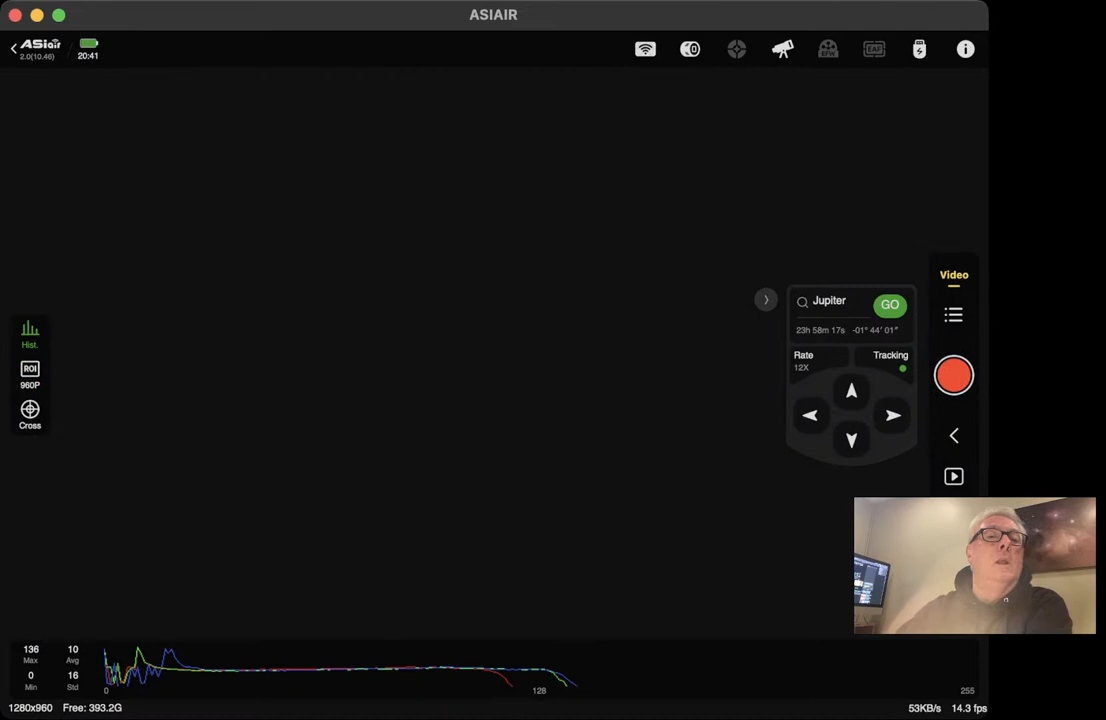 ASIAIR
ASiair
2.0(10.46)
20:41
EFW
EAF
Video
Jupiter
GO
23h 58m 17s -01° 44′ 01″
Rate
12X
Tracking
Hist.
ROI
960P
Cross
136
Max
10
Avg
0
Min
16
Std
0
128
255
1280x960 Free: 393.2G
53KB/s 14.3 fps